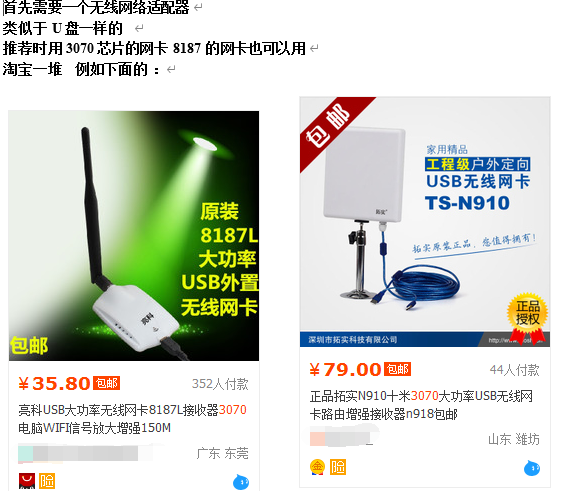 首先需要一个无线网络适配器
类似于 U 盘一样的
推荐时用 3070 芯片的网卡 8187 的网卡也可以用
淘宝一堆 例如下面的 ：
原装
8187L
大功率
USB外置
无线网卡
亮科
包邮
¥35.80 包邮 352人付款
亮科USB大功率无线网卡8187L接收器3070
电脑WIFI信号放大增强150M
广东 东莞
险
包邮
家用精品
工程级户外定向
USB无线网卡
TS-N910
拓实
拓实原装正品，您值得拥有！
正品
授权
深圳市拓实科技有限公司
¥79.00 包邮 44人付款
正品拓实N910十米3070大功率USB无线网
卡路由增强接收器n918包邮
山东 潍坊
险